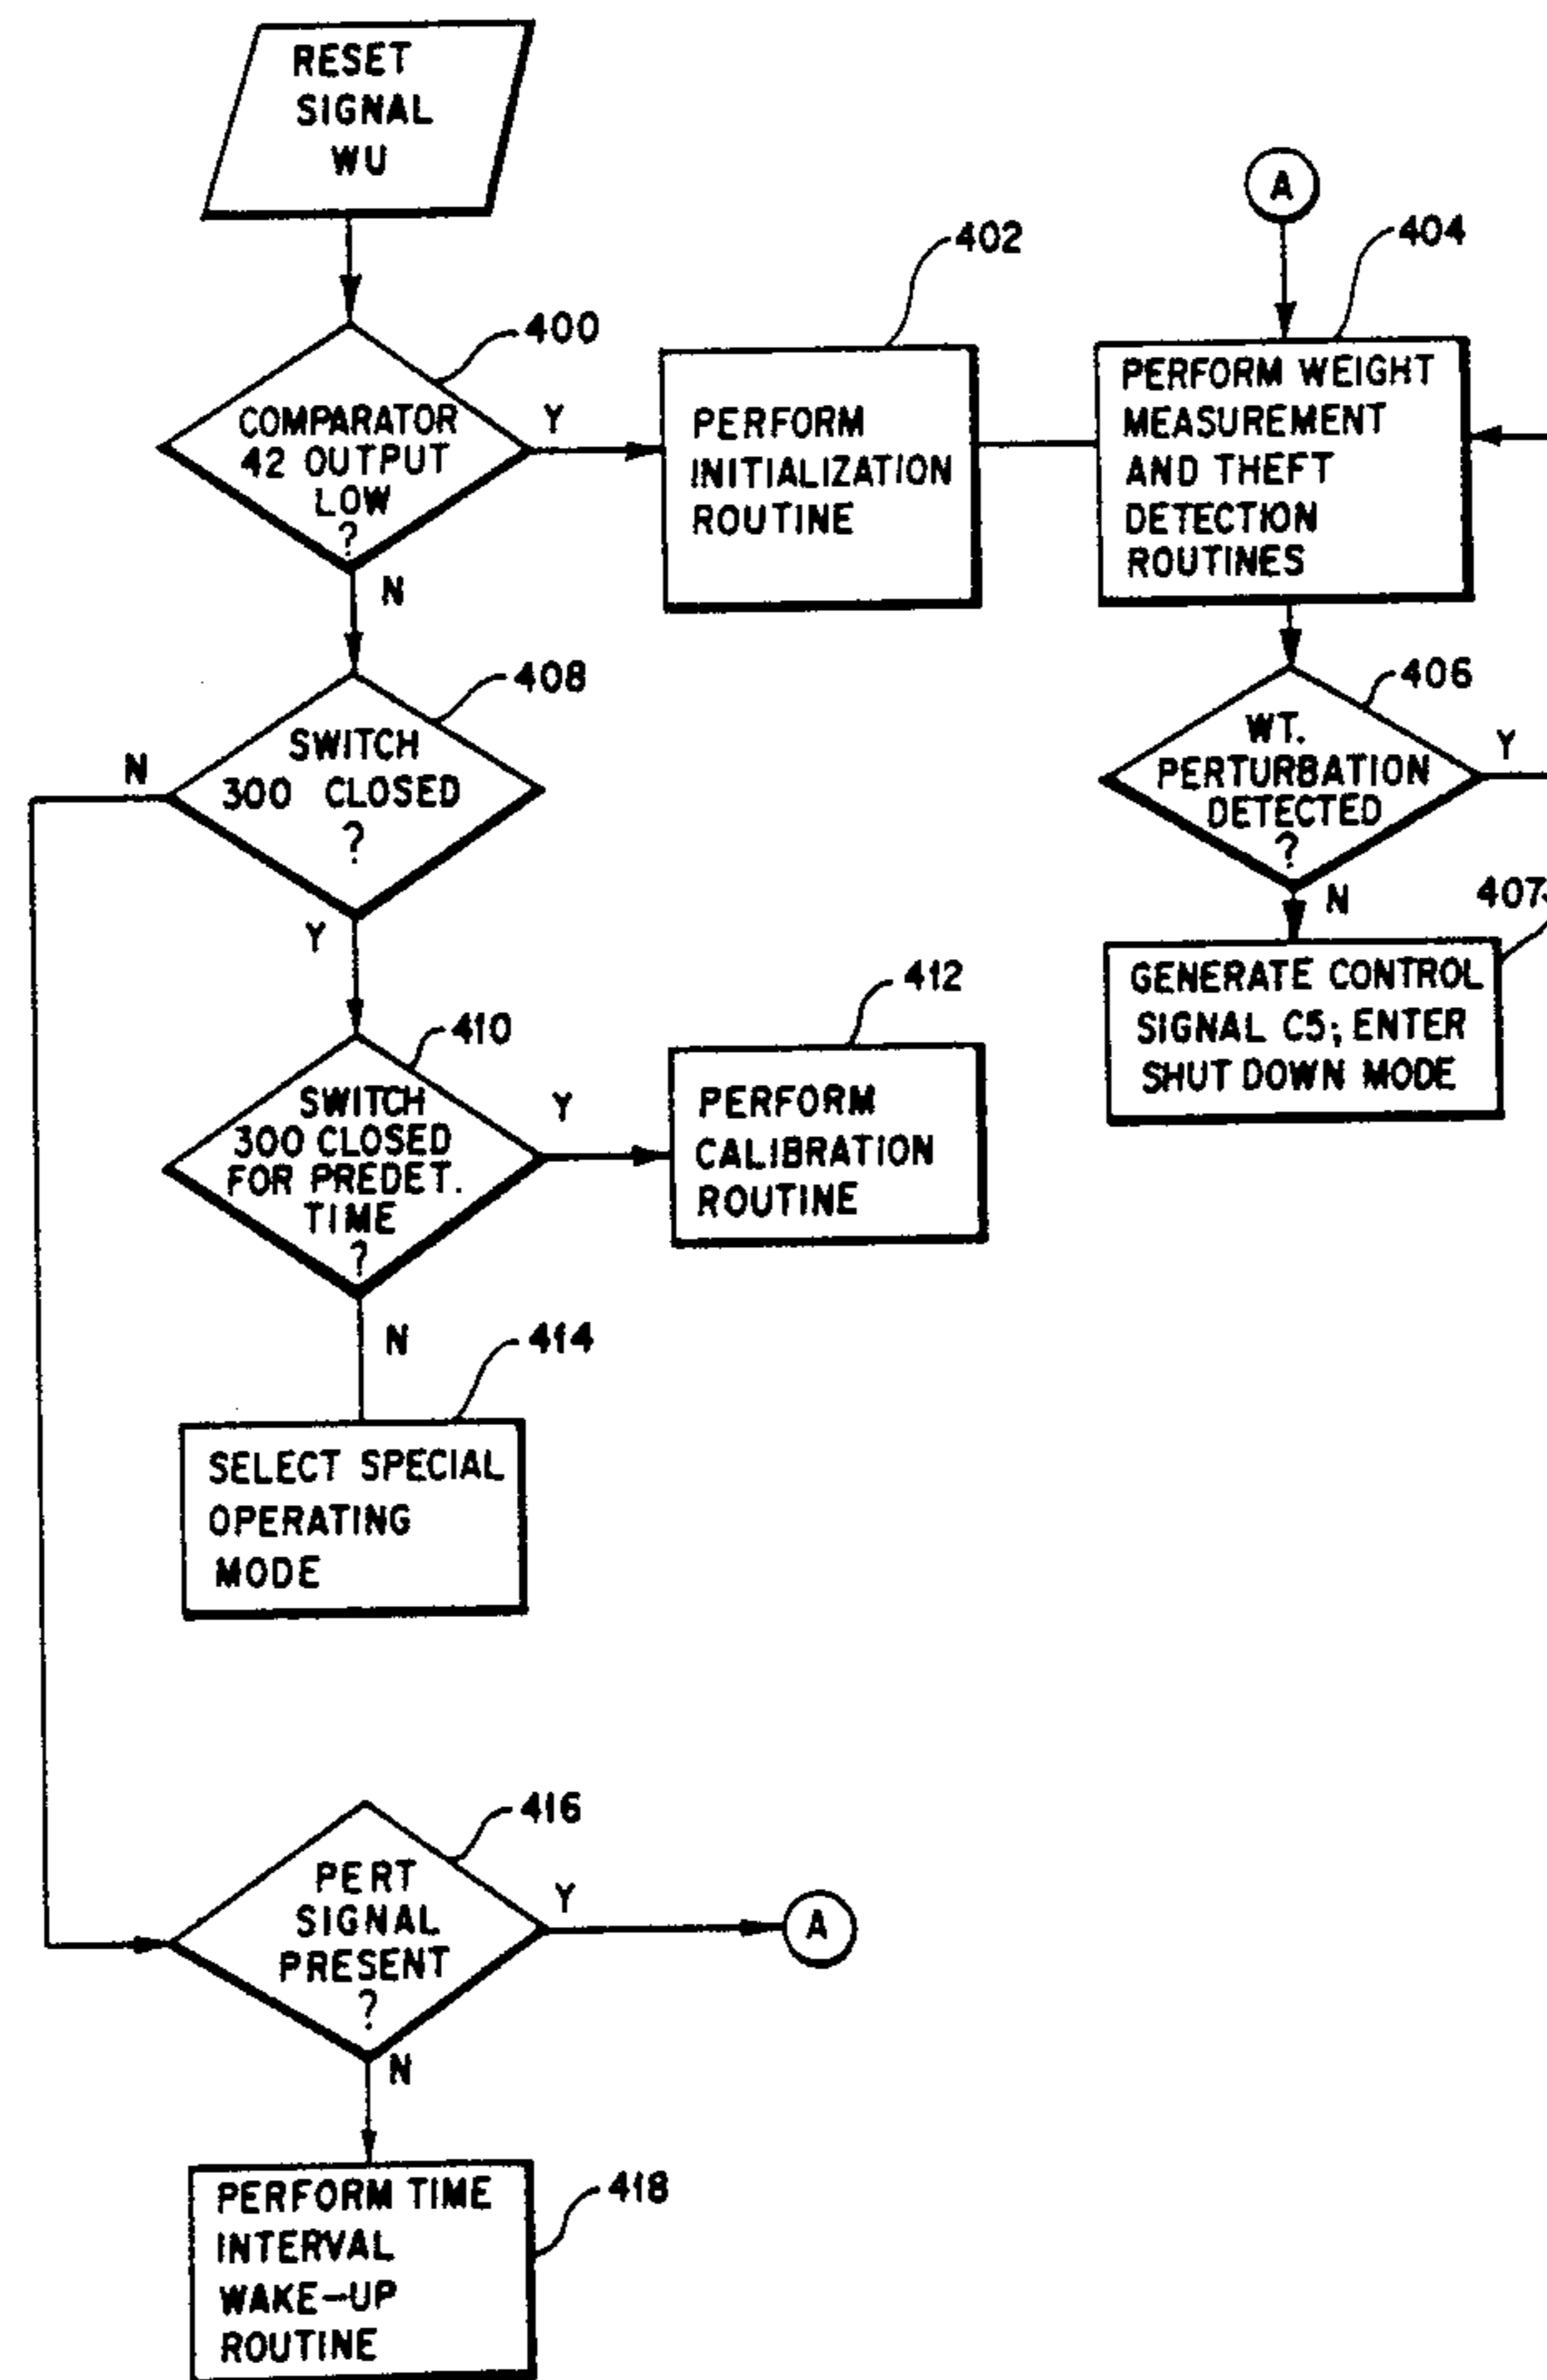 RESET
SIGNAL
WU
400
COMPARATOR
42 OUTPUT
LOW
?
Y
N
402
PERFORM
INITIALIZATION
ROUTINE
A
404
PERFORM WEIGHT
MEASUREMENT
AND THEFT
DETECTION
ROUTINES
406
WT.
PERTURBATION
DETECTED
?
Y
N
407
GENERATE CONTROL
SIGNAL C5; ENTER
SHUT DOWN MODE
408
SWITCH
300 CLOSED
?
N
Y
410
SWITCH
300 CLOSED
FOR PREDET.
TIME
?
Y
N
412
PERFORM
CALIBRATION
ROUTINE
414
SELECT SPECIAL
OPERATING
MODE
416
PERT
SIGNAL
PRESENT
?
Y
A
N
418
PERFORM TIME
INTERVAL
WAKE-UP
ROUTINE